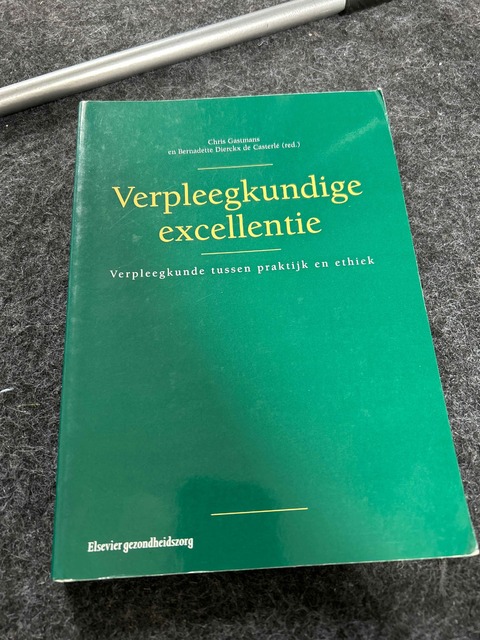 Chris Gastmans
en Bernadette Dierckx de Casterlé (red.)
Verpleegkundige
excellentie
Verpleegkunde tussen praktijk en ethiek
Elsevier gezondheidszorg